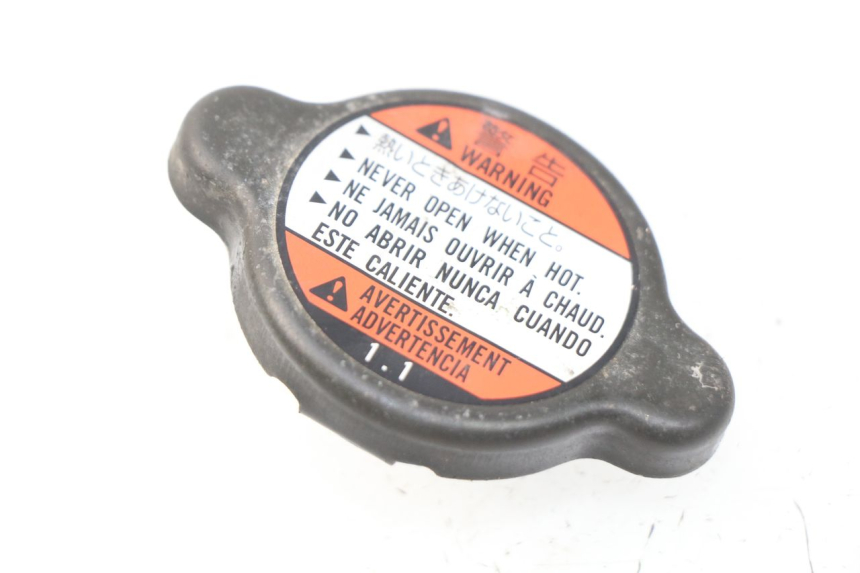 警告
WARNING
熱いときあけないこと。
NEVER OPEN WHEN HOT.
NE JAMAIS OUVRIR À CHAUD.
NO ABRIR NUNCA CUANDO
ESTE CALIENTE.
AVERTISSEMENT
ADVERTENCIA
1.1